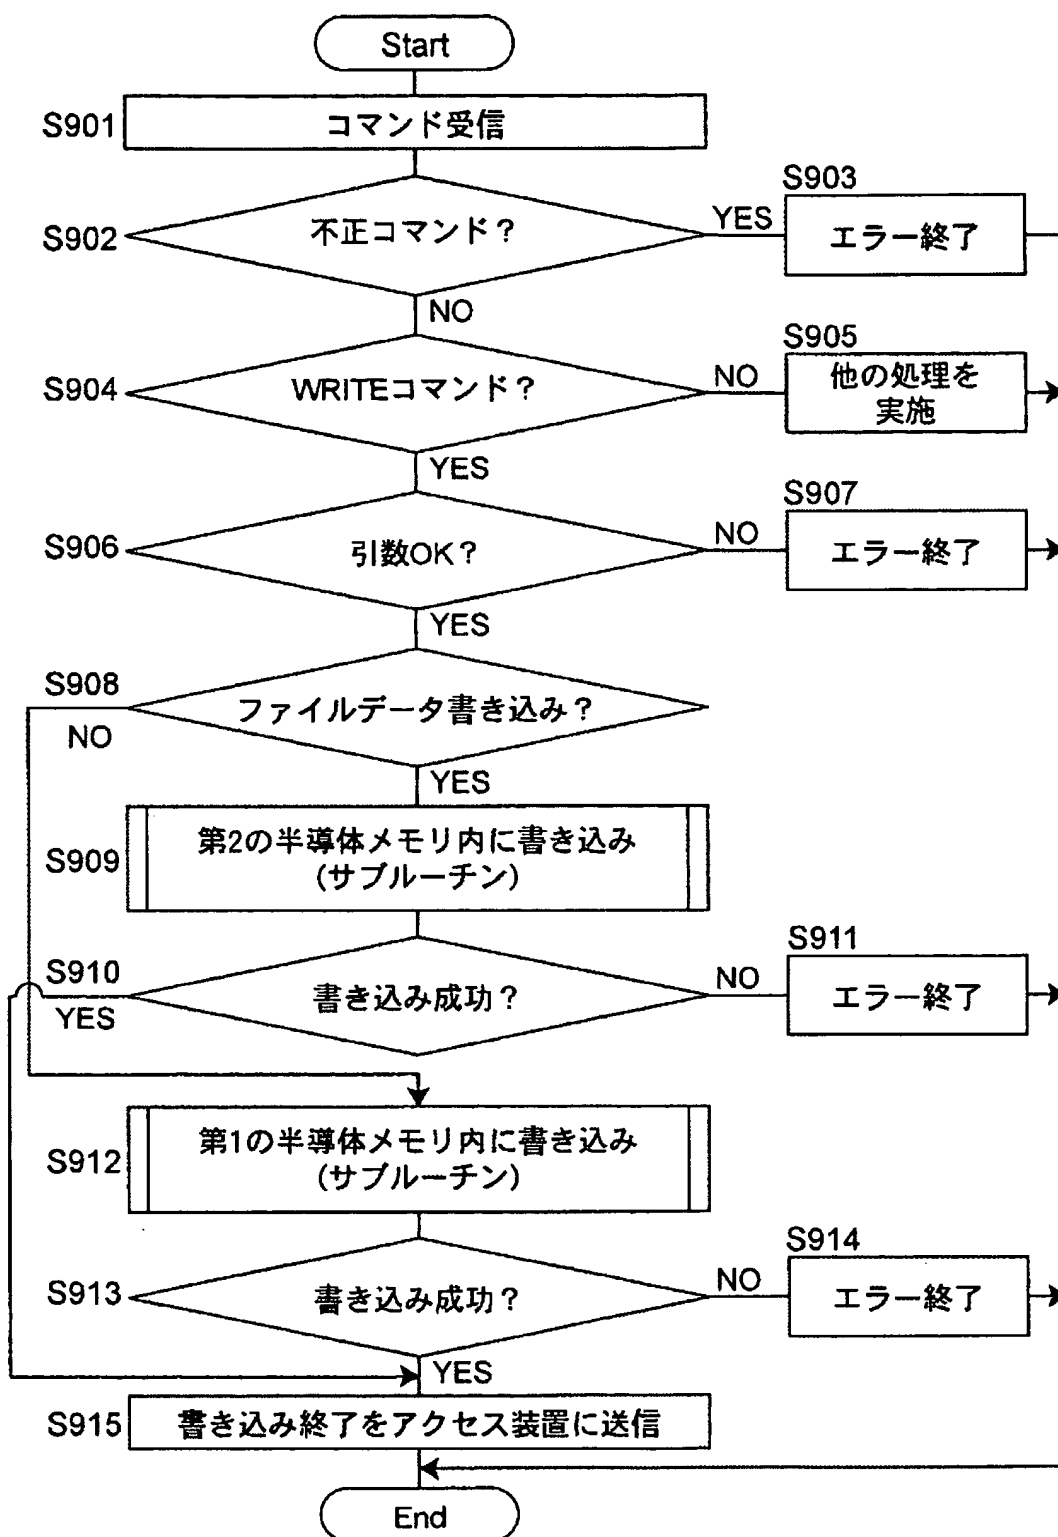 Start
S901
コマンド受信
S902
不正コマンド？
YES
S903
エラー終了
NO
S904
WRITEコマンド？
NO
S905
他の処理を
実施
YES
S906
引数OK？
NO
S907
エラー終了
YES
S908
ファイルデータ書き込み？
NO
YES
S909
第2の半導体メモリ内に書き込み
(サブルーチン)
S910
書き込み成功？
YES
NO
S911
エラー終了
S912
第1の半導体メモリ内に書き込み
(サブルーチン)
S913
書き込み成功？
NO
S914
エラー終了
YES
S915
書き込み終了をアクセス装置に送信
End